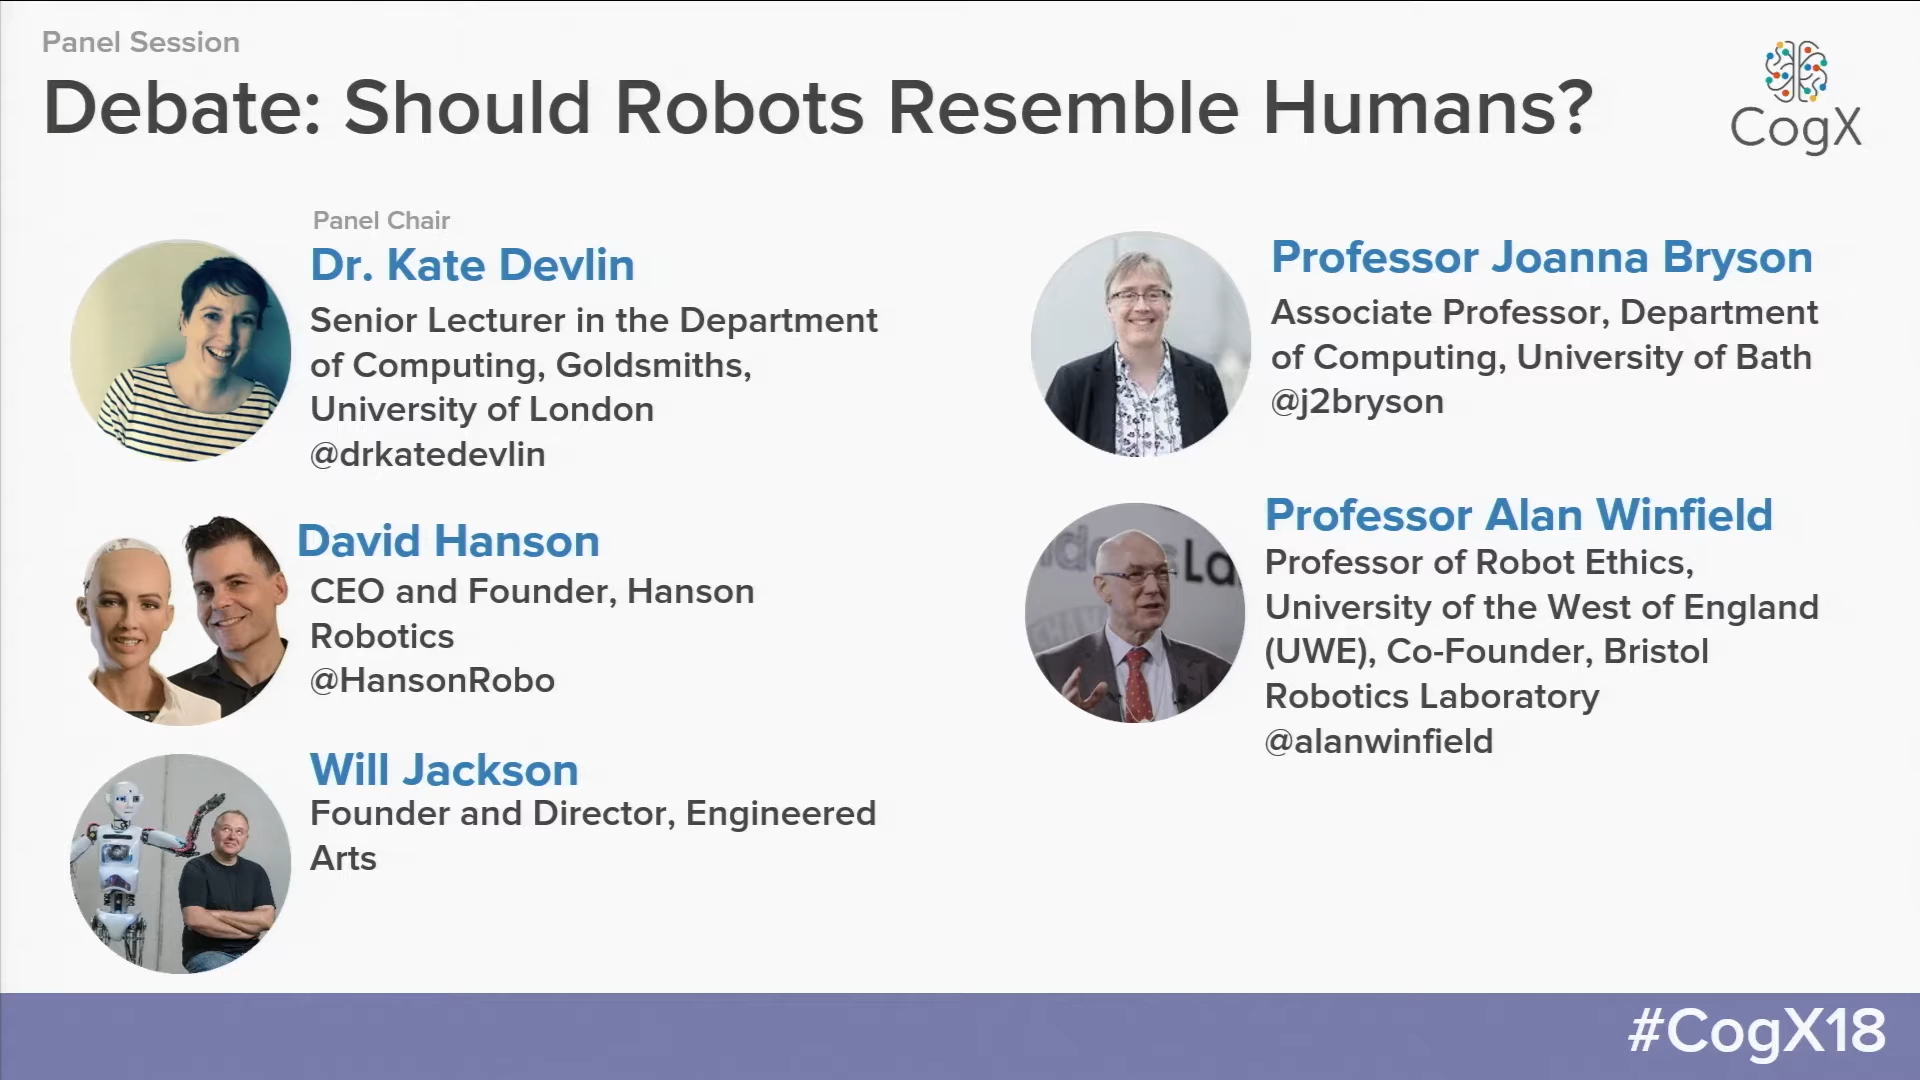 Panel Session
Debate: Should Robots Resemble Humans?
CogX
Panel Chair
Dr. Kate Devlin
Senior Lecturer in the Department
of Computing, Goldsmiths,
University of London
@drkatedevlin
David Hanson
CEO and Founder, Hanson
Robotics
@HansonRobo
Will Jackson
Founder and Director, Engineered
Arts
Professor Joanna Bryson
Associate Professor, Department
of Computing, University of Bath
@j2bryson
Professor Alan Winfield
Professor of Robot Ethics,
University of the West of England
(UWE), Co-Founder, Bristol
Robotics Laboratory
@alanwinfield
#CogX18